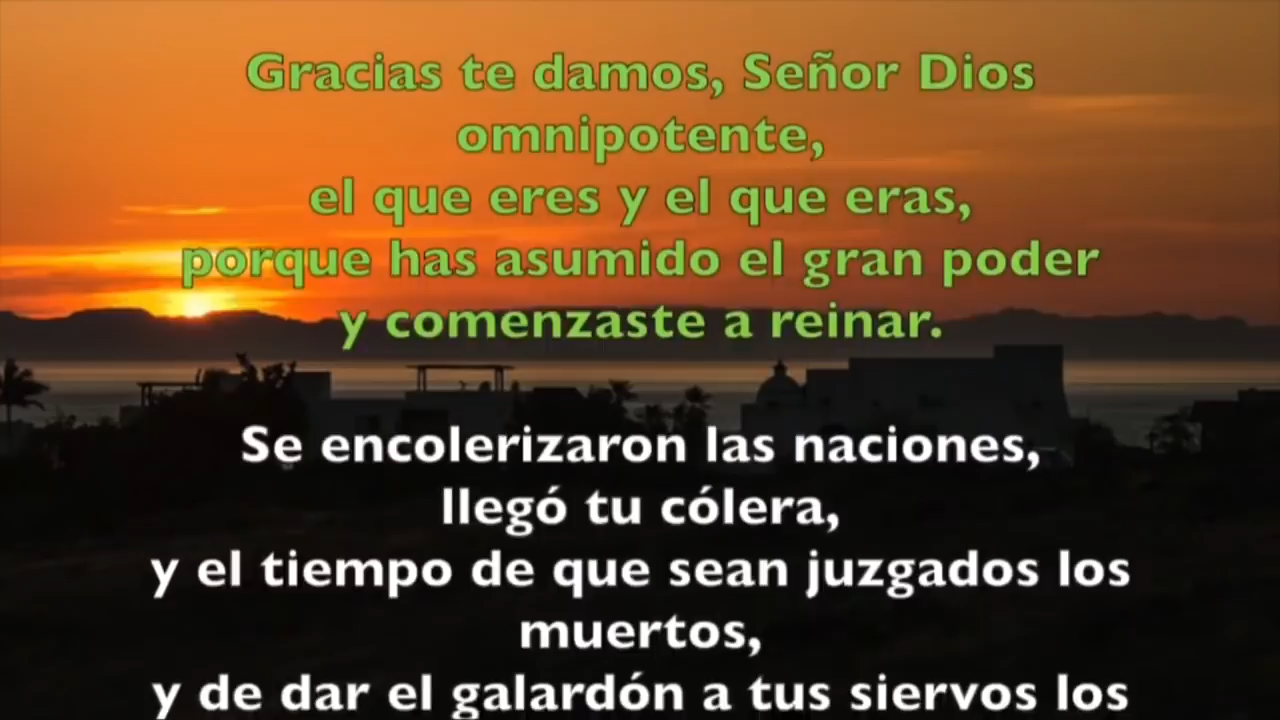 Gracias te damos, Señor Dios
omnipotente,
el que eres y el que eras,
porque has asumido el gran poder
y comenzaste a reinar.
Se encolerizaron las naciones,
llegó tu cólera,
y el tiempo de que sean juzgados los
muertos,
y de dar el galardón a tus siervos los